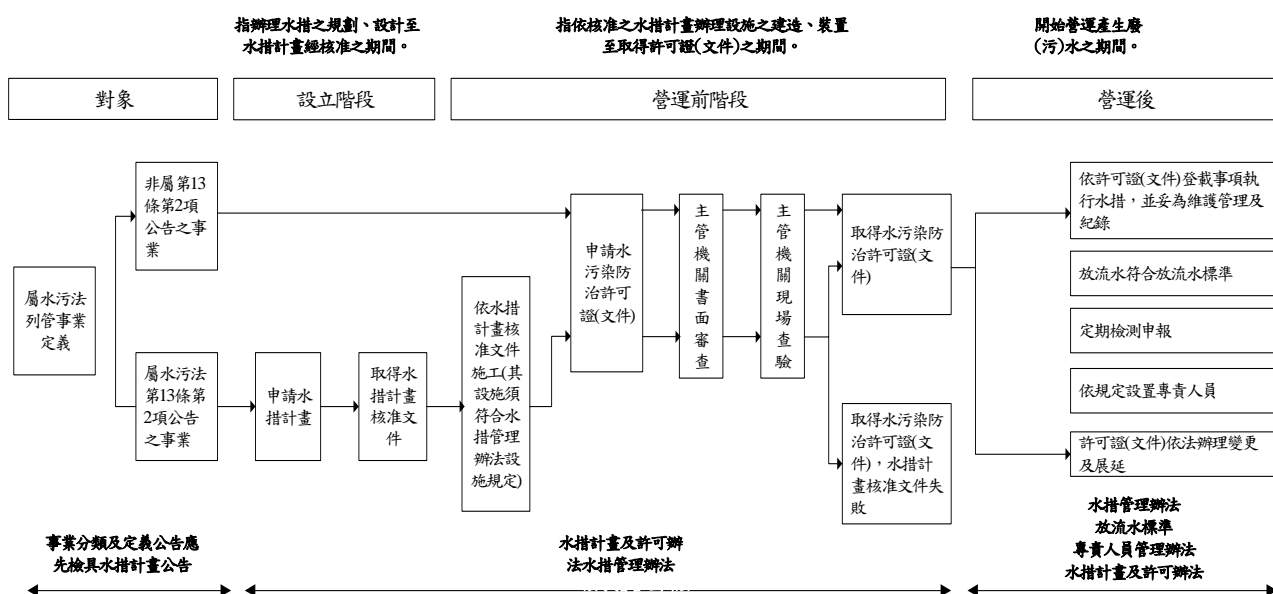 指辦理水措之規劃、設計至
水措計畫經核准之期間。
指依核准之水措計畫辦理設施之建造、裝置
至取得許可證(文件)之期間。
開始營運產生廢
(污)水之期間。
對象
設立階段
營運前階段
營運後
屬水污法
列管事業
定義
非屬第13
條第2項
公告之事
業
屬水污法
第13條第
2項公告
之事業
申請水
措計畫
取得水
措計畫
核准文
件
依水措
計畫核
准文件
施工(其
設施須
符合水
措管理
辦法設
施規定)
申請水
污染防
治許可
證(文件)
主
管
機
關
書
面
審
查
主
管
機
關
現
場
查
驗
取得水污染防
治許可證(文
件)
取得水污染防
治許可證(文
件)，水措計
畫核准文件失
敗
依許可證(文件)登載事項執
行水措，並妥為維護管理及
紀錄
放流水符合放流水標準
定期檢測申報
依規定設置專責人員
許可證(文件)依法辦理變更
及展延
事業分類及定義公告應
先檢具水措計畫公告
水措計畫及許可辦
法水措管理辦法
水措管理辦法
放流水標準
專責人員管理辦法
水措計畫及許可辦法